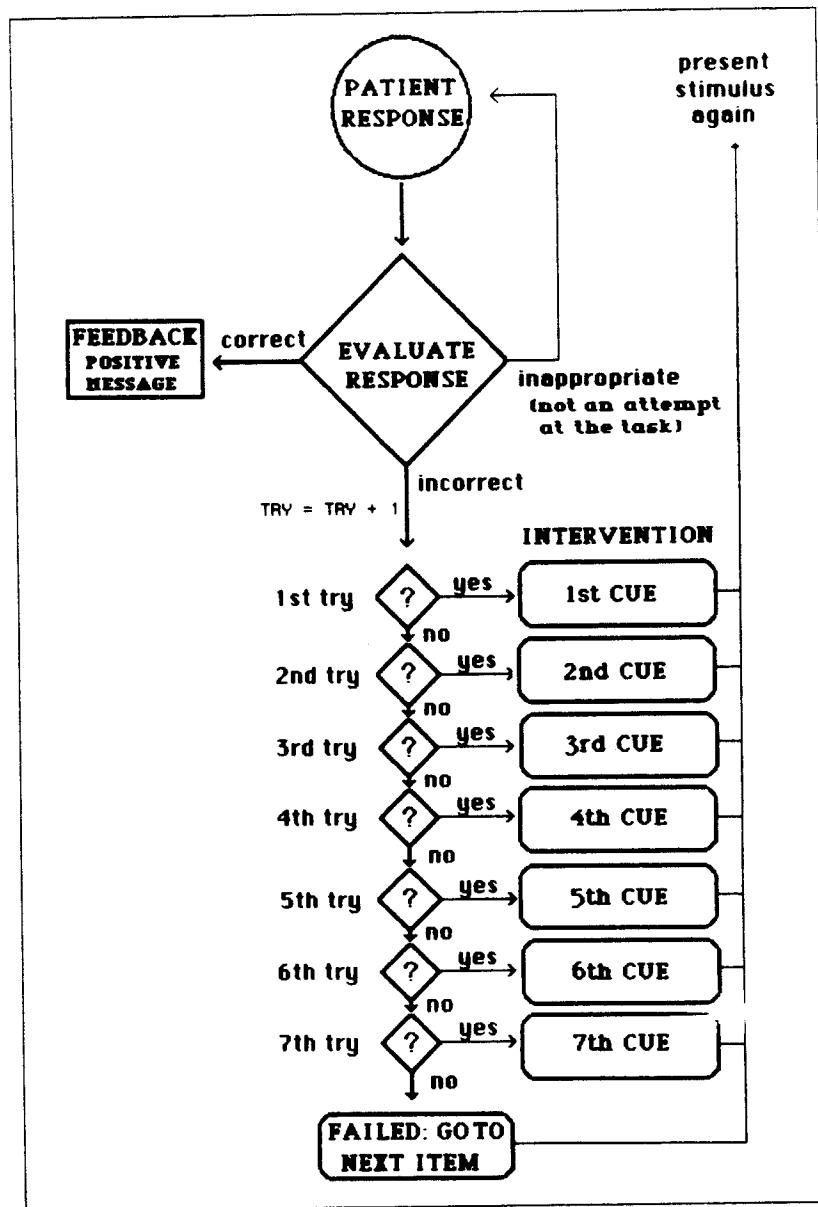 PATIENT
RESPONSE
present
stimulus
again
FEEDBACK
POSITIVE
MESSAGE
correct
EVALUATE
RESPONSE
inappropriate
(not an attempt
at the task)
incorrect
TRY = TRY + 1
INTERVENTION
1st try
?
yes
1st CUE
no
2nd try
?
yes
2nd CUE
no
3rd try
?
yes
3rd CUE
no
4th try
?
yes
4th CUE
no
5th try
?
yes
5th CUE
no
6th try
?
yes
6th CUE
no
7th try
?
yes
7th CUE
no
FAILED: GO TO
NEXT ITEM